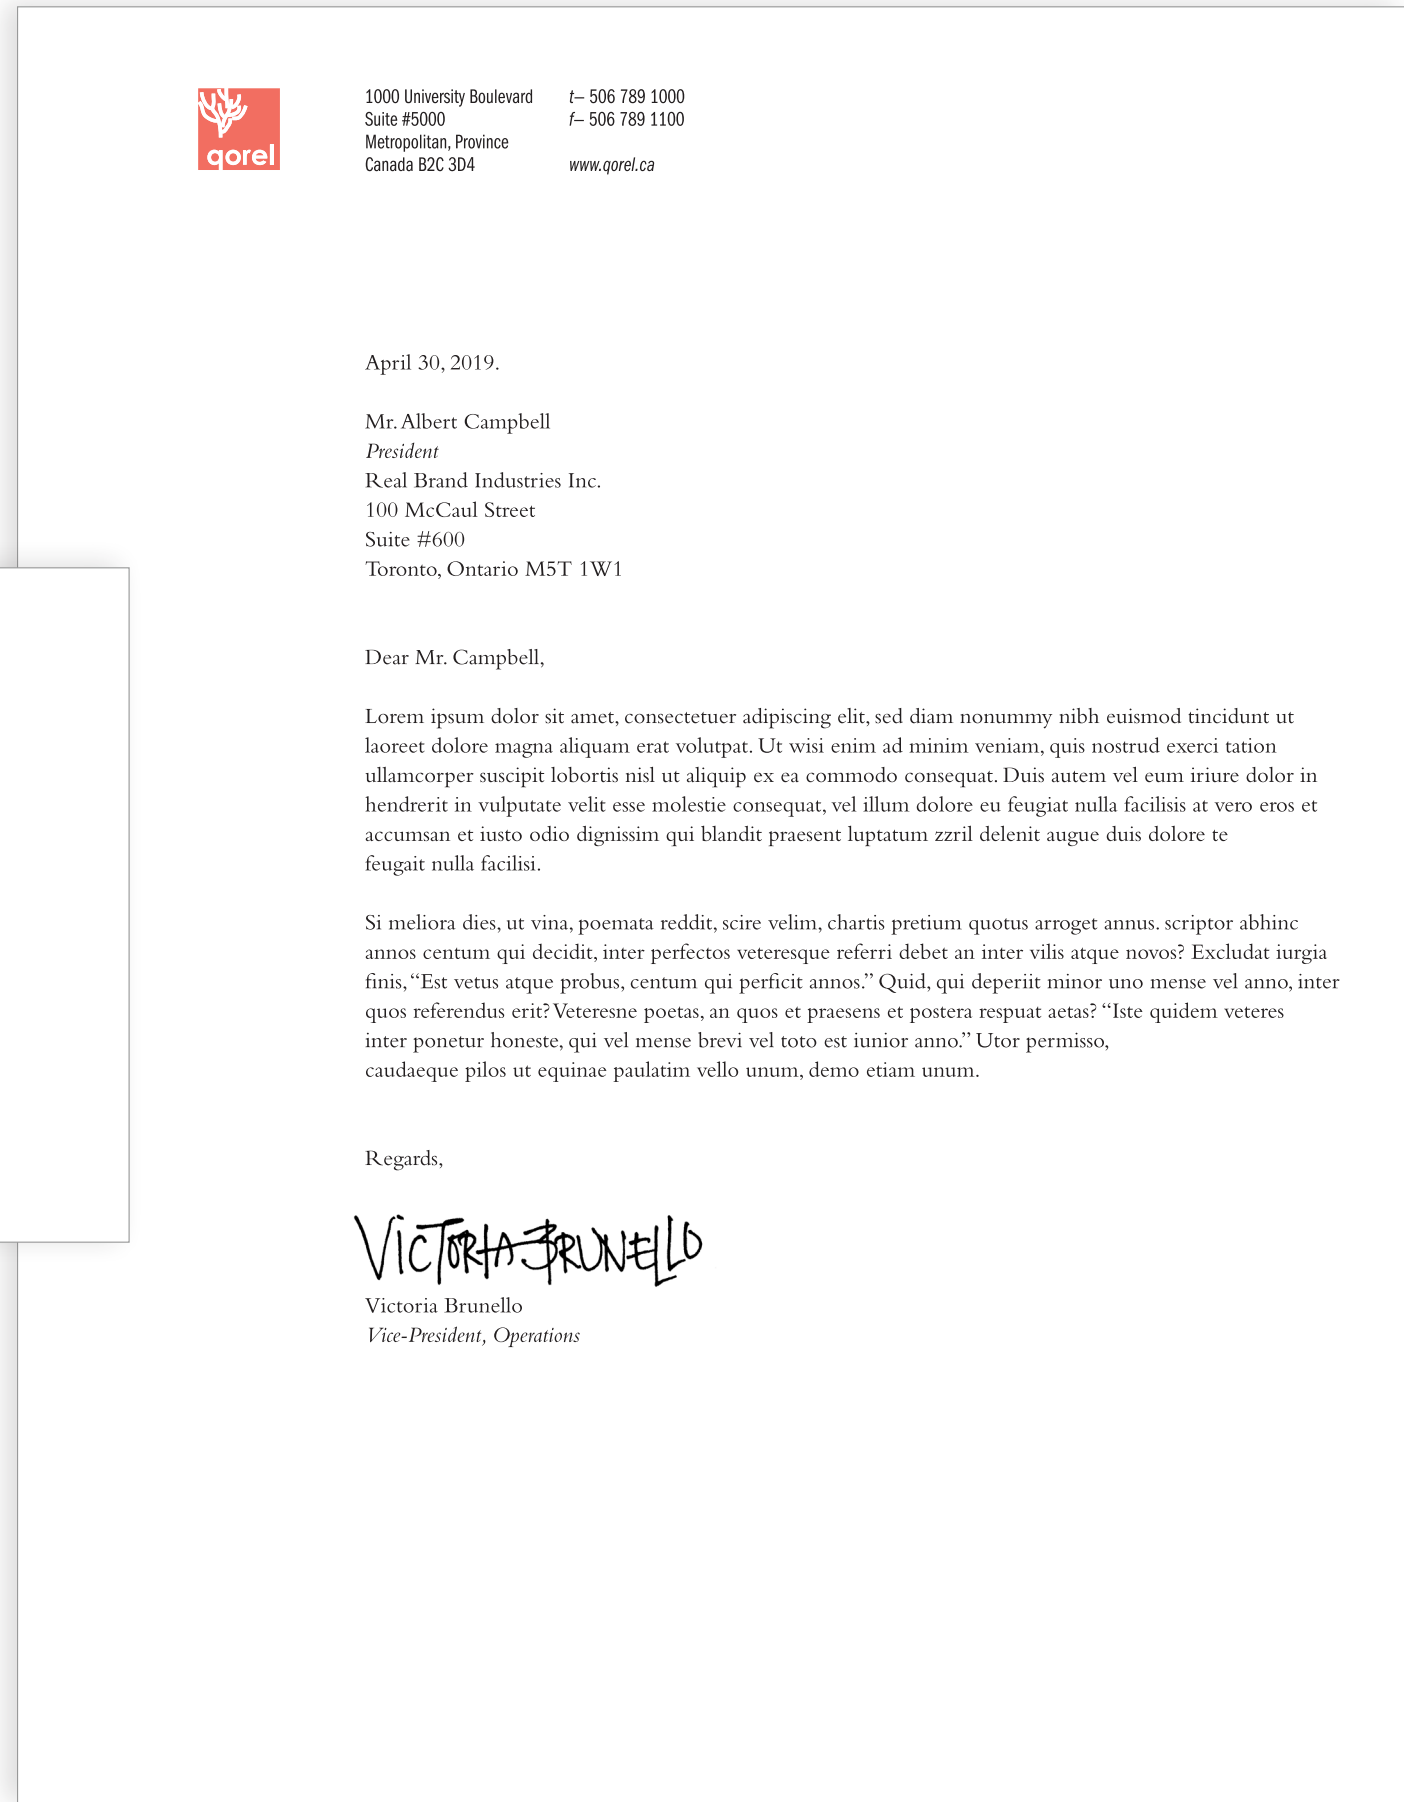 qorel
1000 University Boulevard
Suite #5000
Metropolitan, Province
Canada B2C 3D4
t– 506 789 1000
f– 506 789 1100
www.qorel.ca
April 30, 2019.
Mr. Albert Campbell
President
Real Brand Industries Inc.
100 McCaul Street
Suite #600
Toronto, Ontario M5T 1W1
Dear Mr. Campbell,
Lorem ipsum dolor sit amet, consectetuer adipiscing elit, sed diam nonummy nibh euismod tincidunt ut
laoreet dolore magna aliquam erat volutpat. Ut wisi enim ad minim veniam, quis nostrud exerci tation
ullamcorper suscipit lobortis nisl ut aliquip ex ea commodo consequat. Duis autem vel eum iriure dolor in
hendrerit in vulputate velit esse molestie consequat, vel illum dolore eu feugiat nulla facilisis at vero eros et
accumsan et iusto odio dignissim qui blandit praesent luptatum zzril delenit augue duis dolore te
feugait nulla facilisi.
Si meliora dies, ut vina, poemata reddit, scire velim, chartis pretium quotus arroget annus. scriptor abhinc
annos centum qui decidit, inter perfectos veteresque referri debet an inter vilis atque novos? Excludat iurgia
finis, “Est vetus atque probus, centum qui perficit annos.” Quid, qui deperiit minor uno mense vel anno, inter
quos referendus erit? Veteresne poetas, an quos et praesens et postera respuat aetas? “Iste quidem veteres
inter ponetur honeste, qui vel mense brevi vel toto est iunior anno.” Utor permisso,
caudaeque pilos ut equinae paulatim vello unum, demo etiam unum.
Regards,
VICTORIA BRUNELLO
Victoria Brunello
Vice-President, Operations